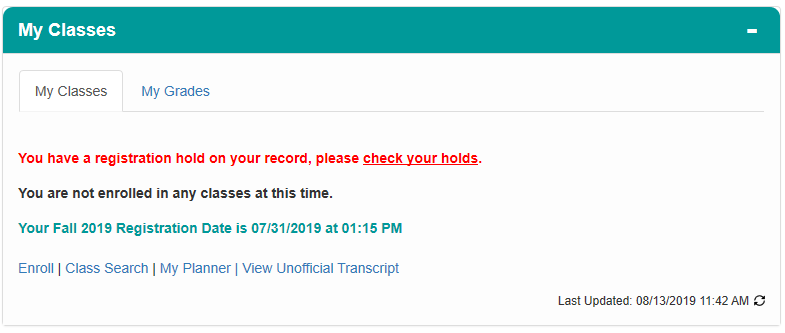 My Classes
My Classes
My Grades
You have a registration hold on your record, please check your holds.
You are not enrolled in any classes at this time.
Your Fall 2019 Registration Date is 07/31/2019 at 01:15 PM
Enroll | Class Search | My Planner | View Unofficial Transcript
Last Updated: 08/13/2019 11:42 AM